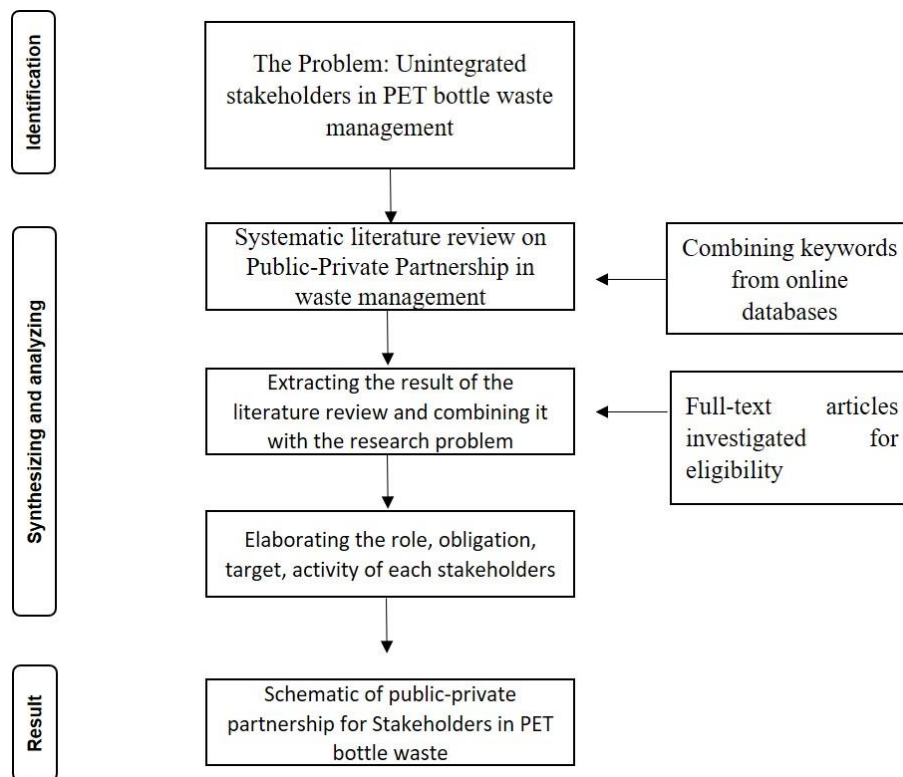 Identification
The Problem: Unintegrated
stakeholders in PET bottle waste
management
Synthesizing and analyzing
Systematic literature review on
Public-Private Partnership in
waste management
Combining keywords
from online
databases
Extracting the result of the
literature review and combining it
with the research problem
Full-text articles
investigated for
eligibility
Elaborating the role, obligation,
target, activity of each stakeholders
Result
Schematic of public-private
partnership for Stakeholders in PET
bottle waste